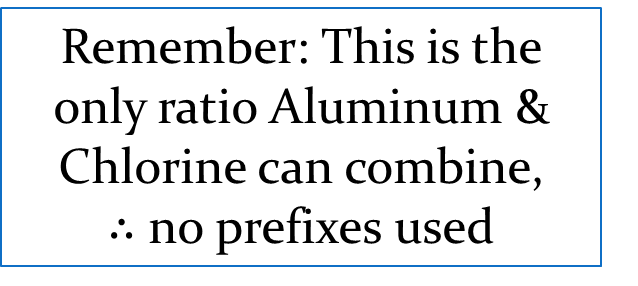 Remember: This is the
only ratio Aluminum &
Chlorine can combine,
∴ no prefixes used